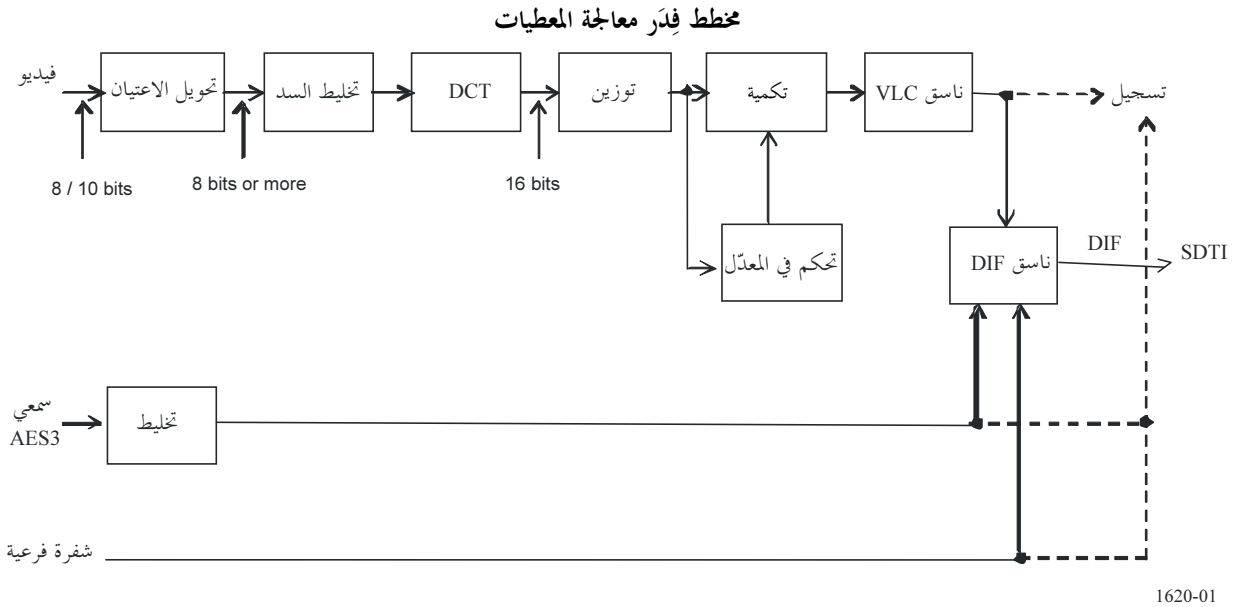 مخطط فِدَر معالجة المعطيات
فيديو
تحويل الاعتيان
تخليط السد
DCT
توزين
تكمية
ناسق VLC
تسجيل
8 / 10 bits
8 bits or more
16 bits
تحكم في المعدّل
ناسق DIF
DIF
SDTI
سمعي
AES3
تخليط
شفرة فرعية
1620-01